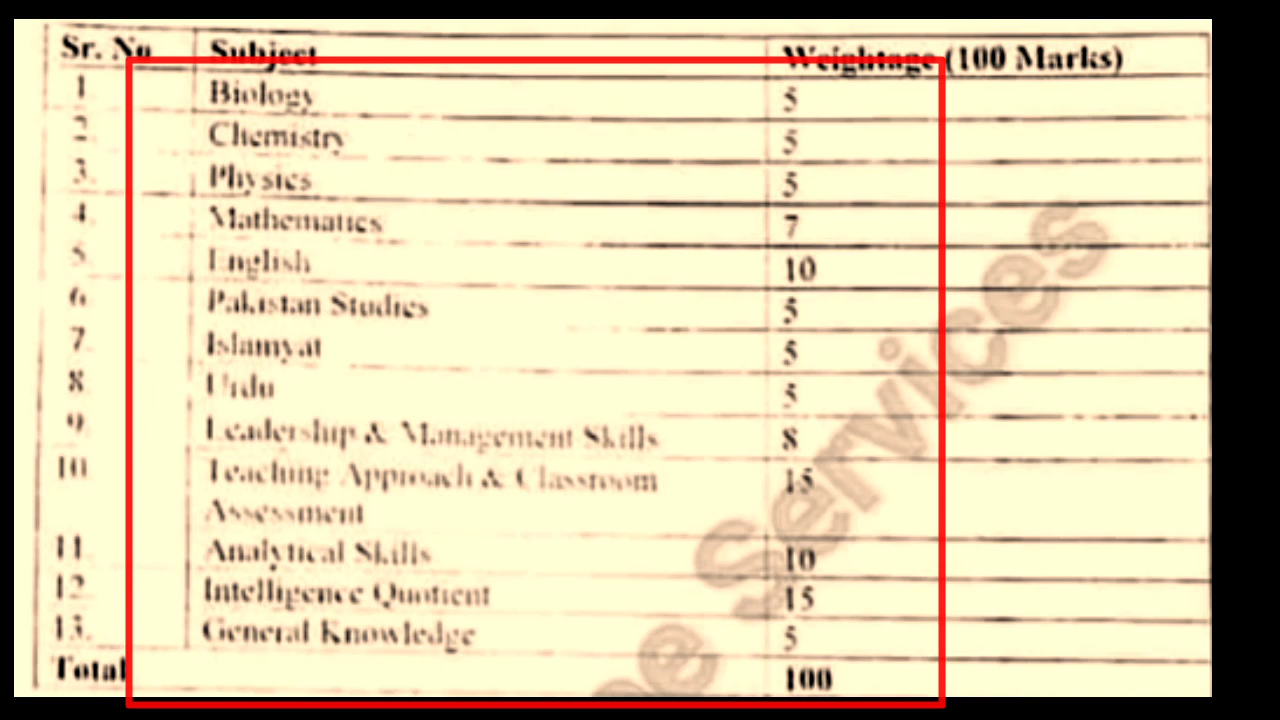 Sr. No Subject Weightage (100 Marks)
1 Biology 5
2. Chemistry 5
3. Physics 5
4. Mathematics 7
5. English 10
6. Pakistan Studies 5
7. Islamyat 5
8. Urdu 5
9. Leadership & Management Skills 8
10. Teaching Approach & Classroom 15
Assessment
11. Analytical Skills 10
12. Intelligence Quotient 15
13. General Knowledge 5
Total 100
Services